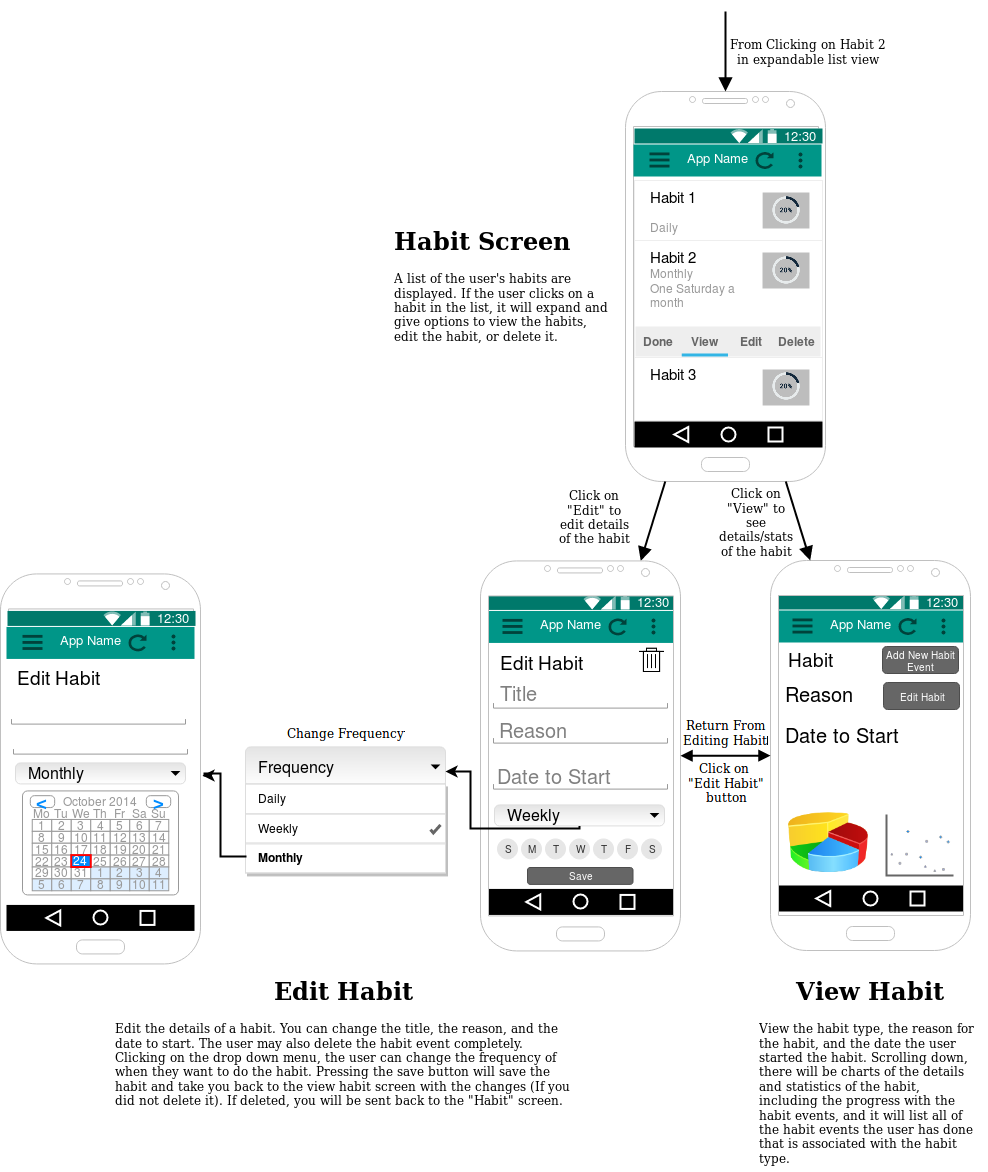 From Clicking on Habit 2
in expandable list view
12:30
App Name
Habit 1
20%
Daily
Habit 2
Monthly
20%
One Saturday a
month
Done View Edit Delete
Habit 3
20%
Habit Screen
A list of the user's habits are
displayed. If the user clicks on a
habit in the list, it will expand and
give options to view the habits,
edit the habit, or delete it.
Click on
"Edit" to
edit details
of the habit
Click on
"View" to
see
details/stats
of the habit
12:30
App Name
Edit Habit
Monthly
< October 2014 >
Mo Tu We Th Fr Sa Su
1 2 3 4 5 6 7
8 9 10 11 12 13 14
15 16 17 18 19 20 21
22 23 24 25 26 27 28
29 30 31 1 2 3 4
5 6 7 8 9 10 11
Change Frequency
Frequency
Daily
Weekly
Monthly
12:30
App Name
Edit Habit
Title
Reason
Date to Start
Weekly
S M T W T F S
Save
Return From
Editing Habit
Click on
"Edit Habit"
button
12:30
App Name
Habit
Add New Habit
Event
Reason
Edit Habit
Date to Start
Edit Habit
Edit the details of a habit. You can change the title, the reason, and the
date to start. The user may also delete the habit event completely.
Clicking on the drop down menu, the user can change the frequency of
when they want to do the habit. Pressing the save button will save the
habit and take you back to the view habit screen with the changes (If you
did not delete it). If deleted, you will be sent back to the "Habit" screen.
View Habit
View the habit type, the reason for
the habit, and the date the user
started the habit. Scrolling down,
there will be charts of the details
and statistics of the habit,
including the progress with the
habit events, and it will list all of
the habit events the user has done
that is associated with the habit
type.